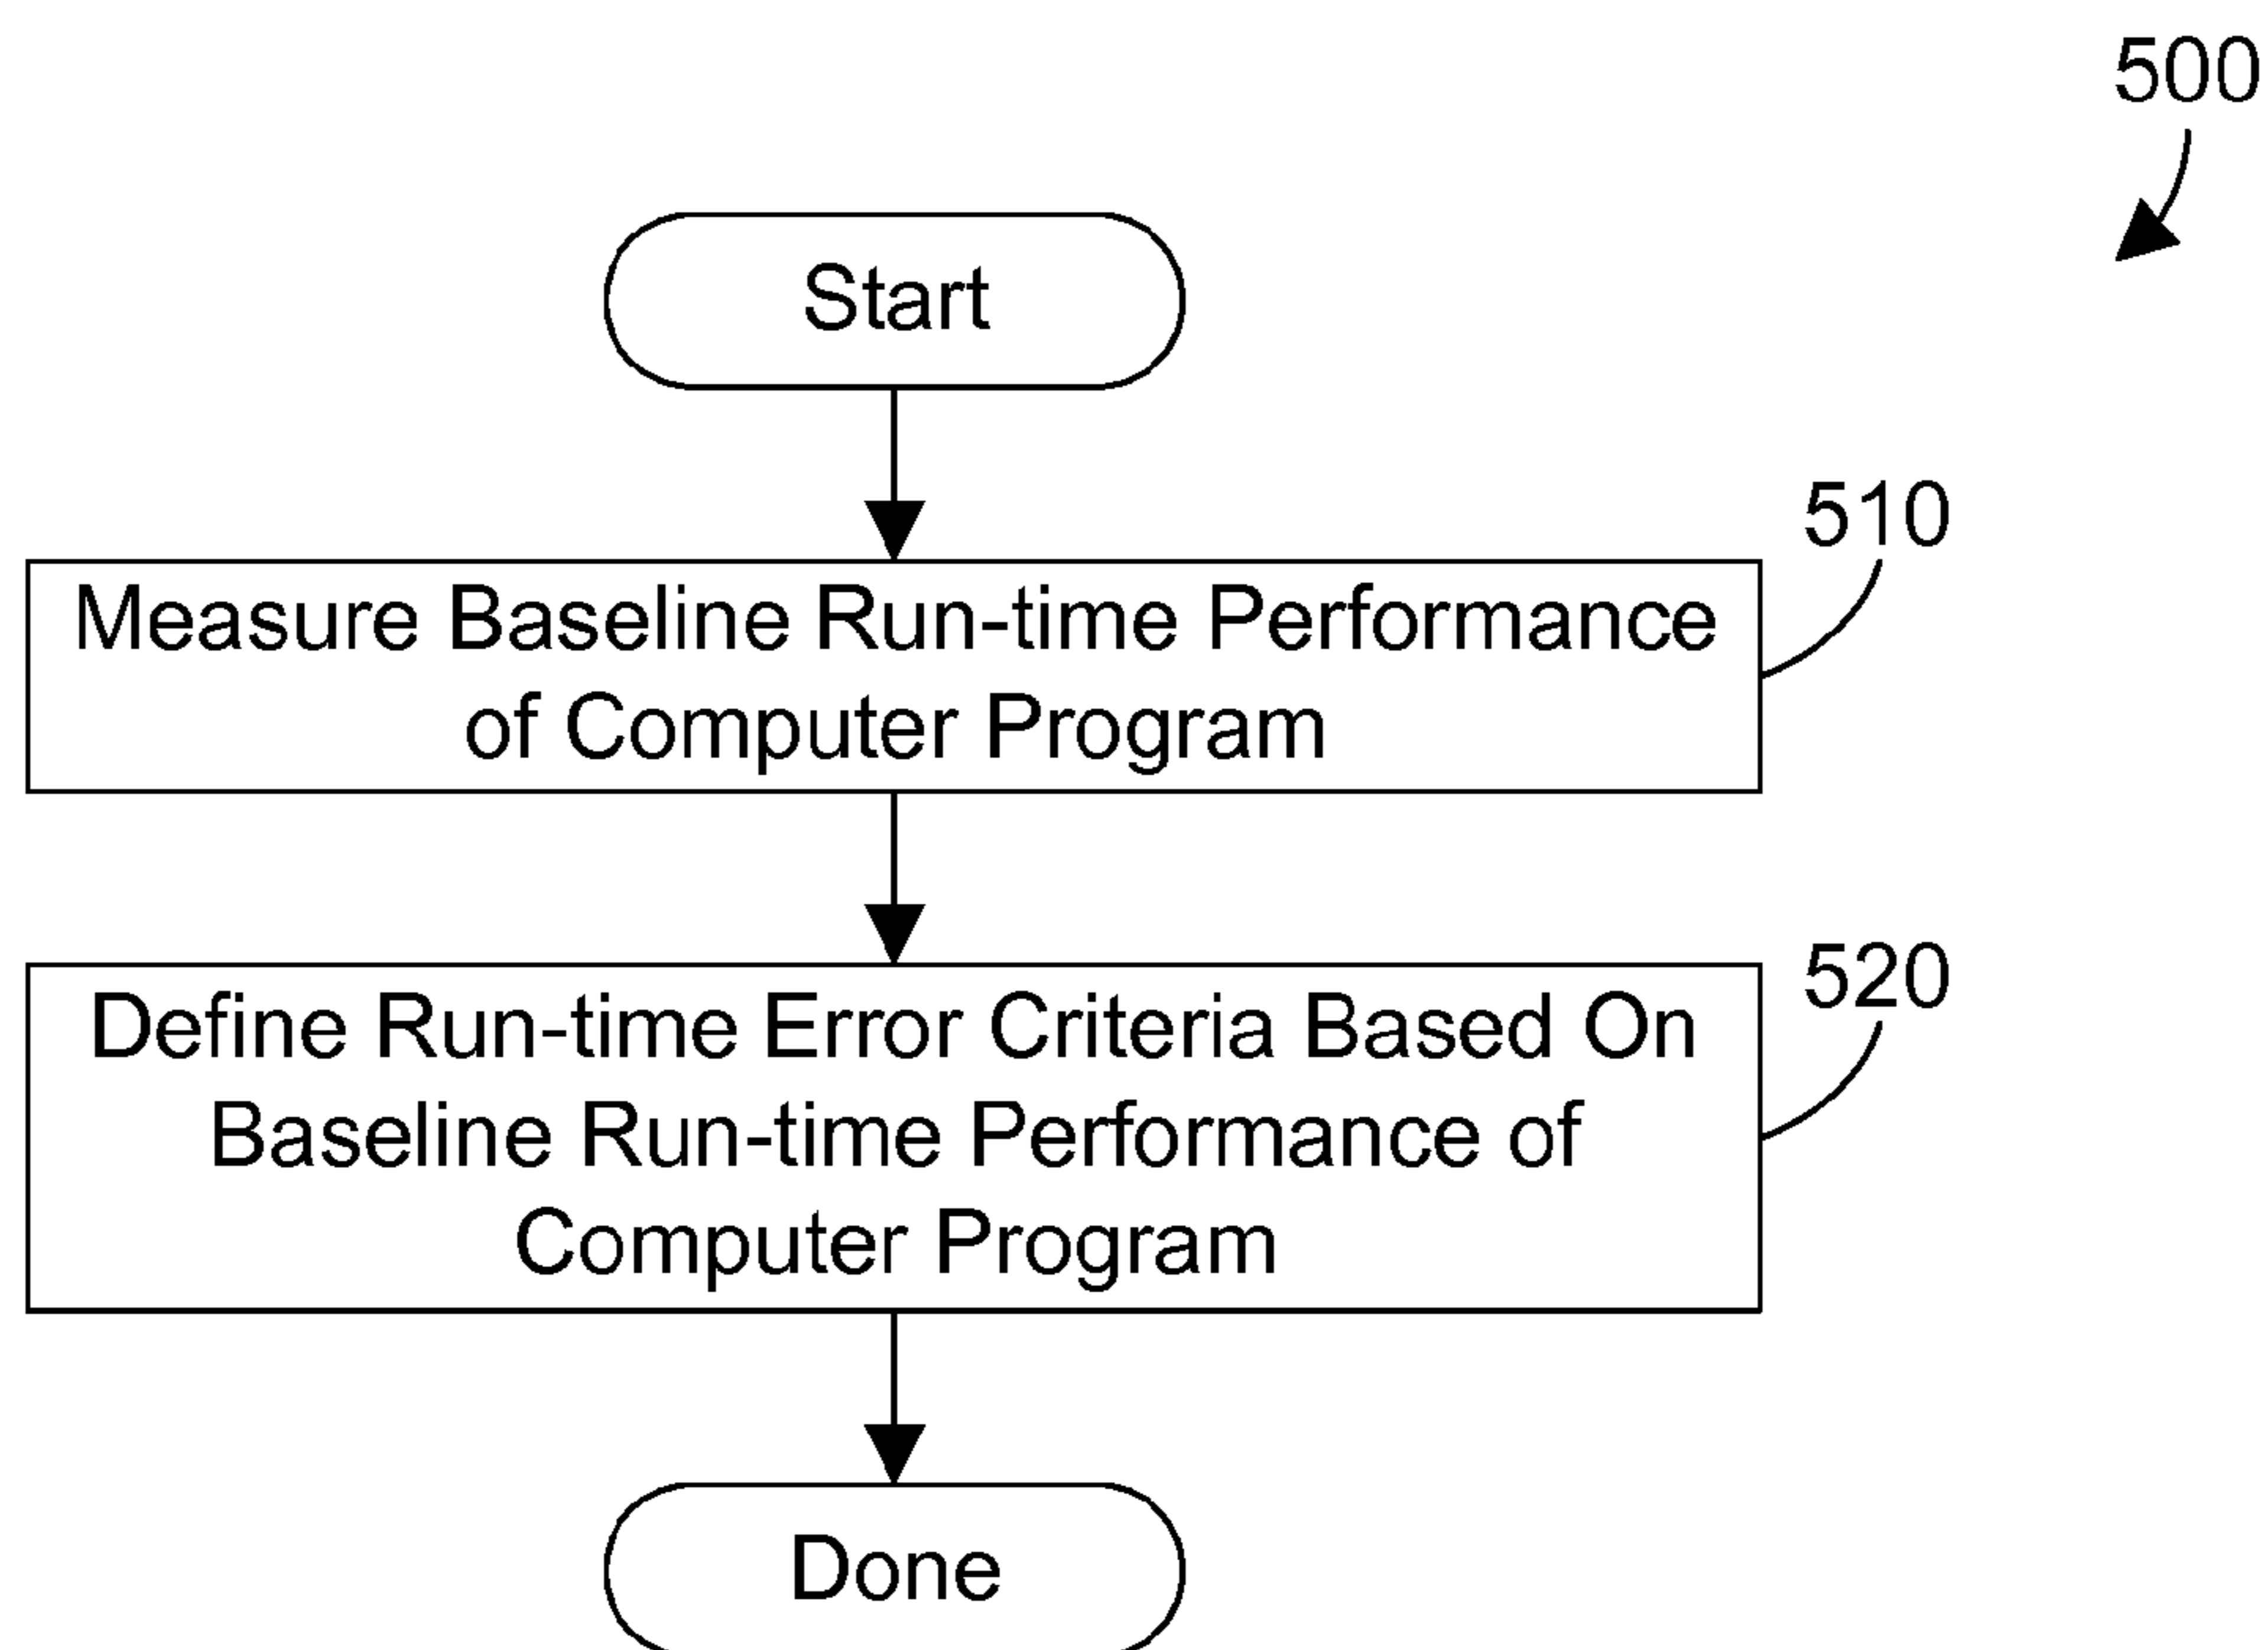 500
Start
510
Measure Baseline Run-time Performance
of Computer Program
520
Define Run-time Error Criteria Based On
Baseline Run-time Performance of
Computer Program
Done